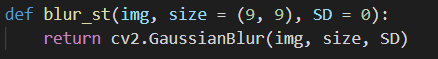 def blur_st(img, size = (9, 9), SD = 0):
    return cv2.GaussianBlur(img, size, SD)